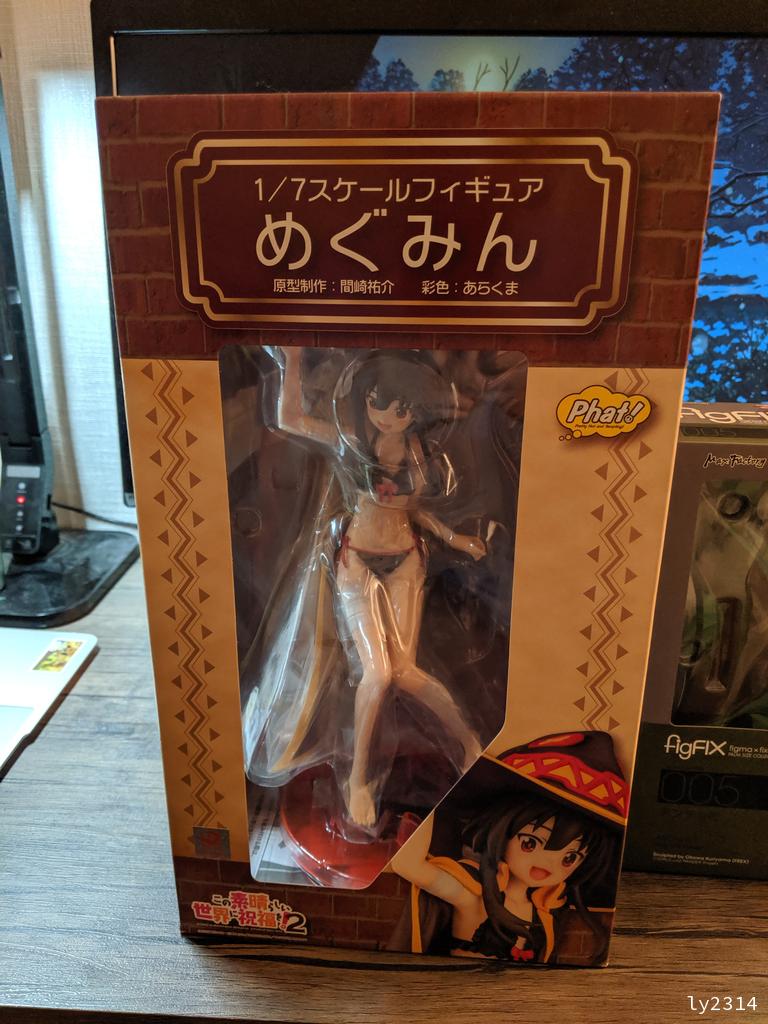 1/7スケールフィギュア
めぐみん
原型制作：間崎祐介　彩色：あらくま
Phat!
Max Factory
figFIX
figma×fix
005
この素晴らしい
世界に祝福を!2
ly2314